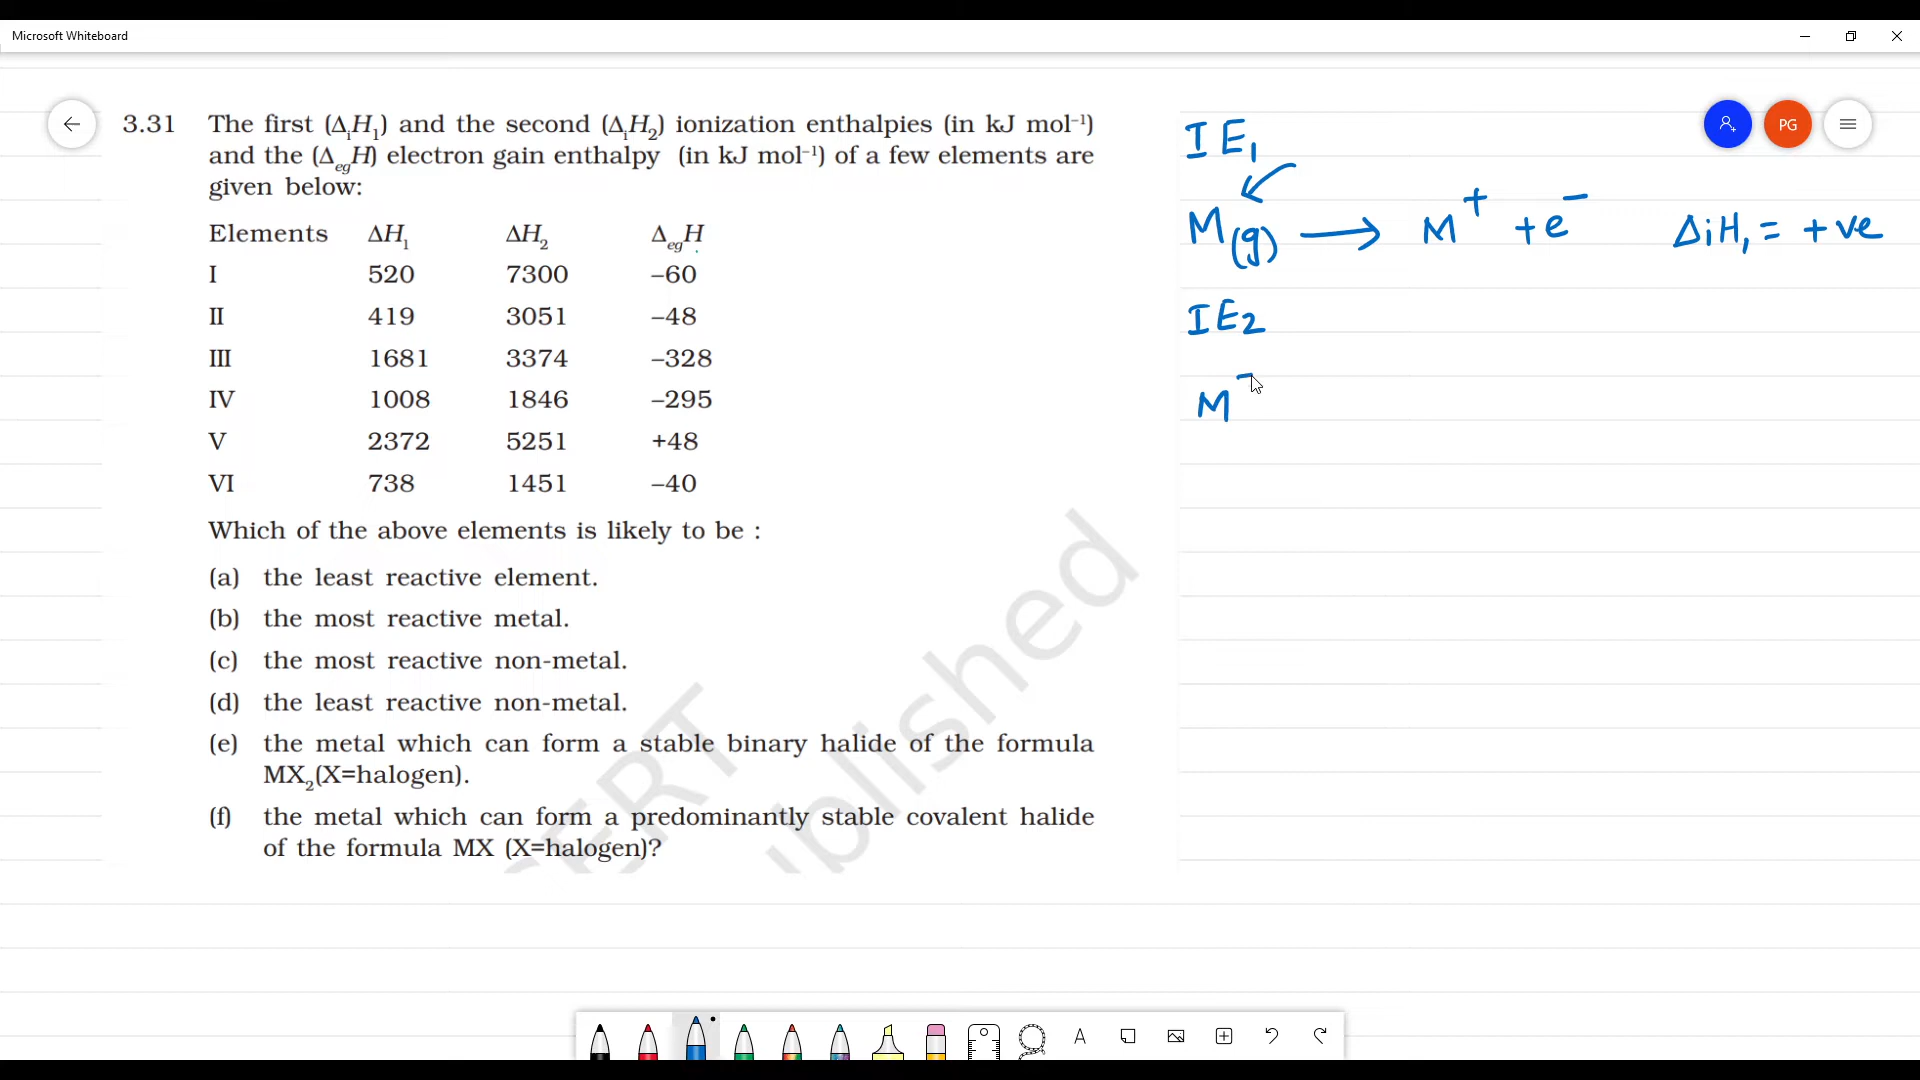 Microsoft Whiteboard
3.31 The first (ΔᵢH₁) and the second (ΔᵢH₂) ionization enthalpies (in kJ mol⁻¹)
and the (Δ_eg H) electron gain enthalpy (in kJ mol⁻¹) of a few elements are
given below:
Elements ΔH₁ ΔH₂ Δ_eg H
I 520 7300 –60
II 419 3051 –48
III 1681 3374 –328
IV 1008 1846 –295
V 2372 5251 +48
VI 738 1451 –40
Which of the above elements is likely to be :
(a) the least reactive element.
(b) the most reactive metal.
(c) the most reactive non-metal.
(d) the least reactive non-metal.
(e) the metal which can form a stable binary halide of the formula
MX₂(X=halogen).
(f) the metal which can form a predominantly stable covalent halide
of the formula MX (X=halogen)?
IE₁
M(g) → M⁺ + e⁻ ΔiH₁ = +ve
IE₂
M⁻
PG
A